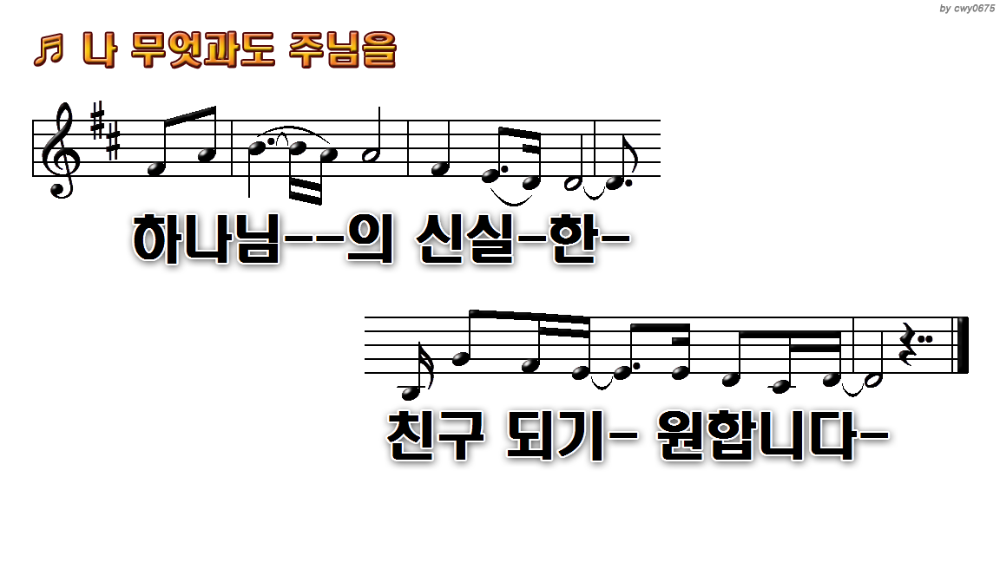 by cwy0675
♬ 나 무엇과도 주님을
하나님--의 신실-한-
친구 되기- 원합니다-